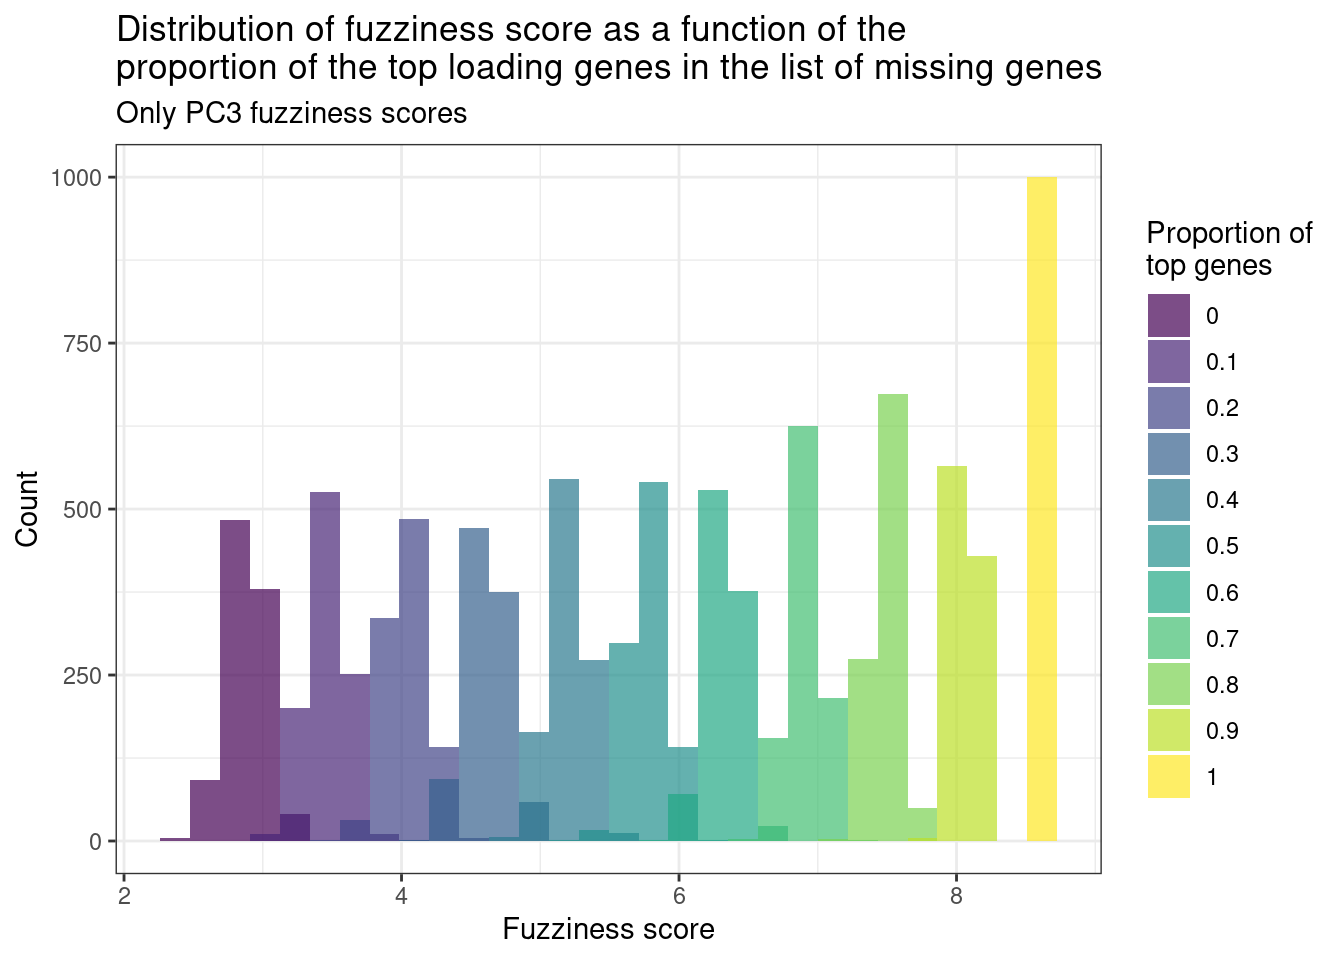 Distribution of fuzziness score as a function of the
proportion of the top loading genes in the list of missing genes
Only PC3 fuzziness scores
1000
750
500
250
0
Count
2
4
6
8
Fuzziness score
Proportion of
top genes
0
0.1
0.2
0.3
0.4
0.5
0.6
0.7
0.8
0.9
1